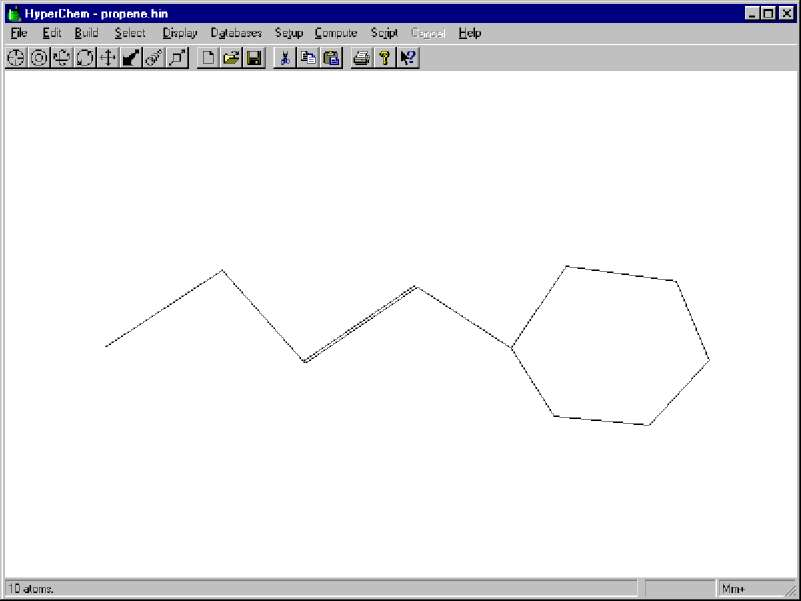 HyperChem - propene.hin
File Edit Build Select Display Databases Setup Compute Script Cancel Help
10 atoms.
Mm+